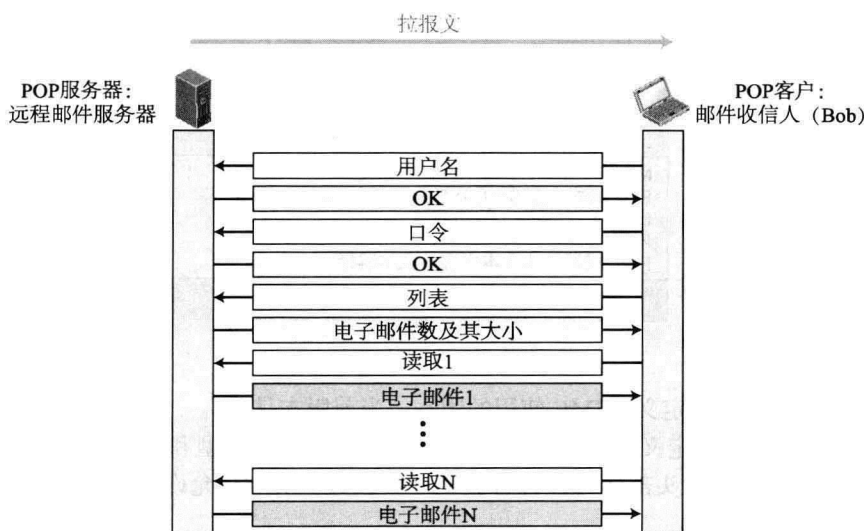 拉报文
POP服务器：
远程邮件服务器
POP客户：
邮件收信人（Bob）
用户名
OK
口令
OK
列表
电子邮件数及其大小
读取1
电子邮件1
读取N
电子邮件N